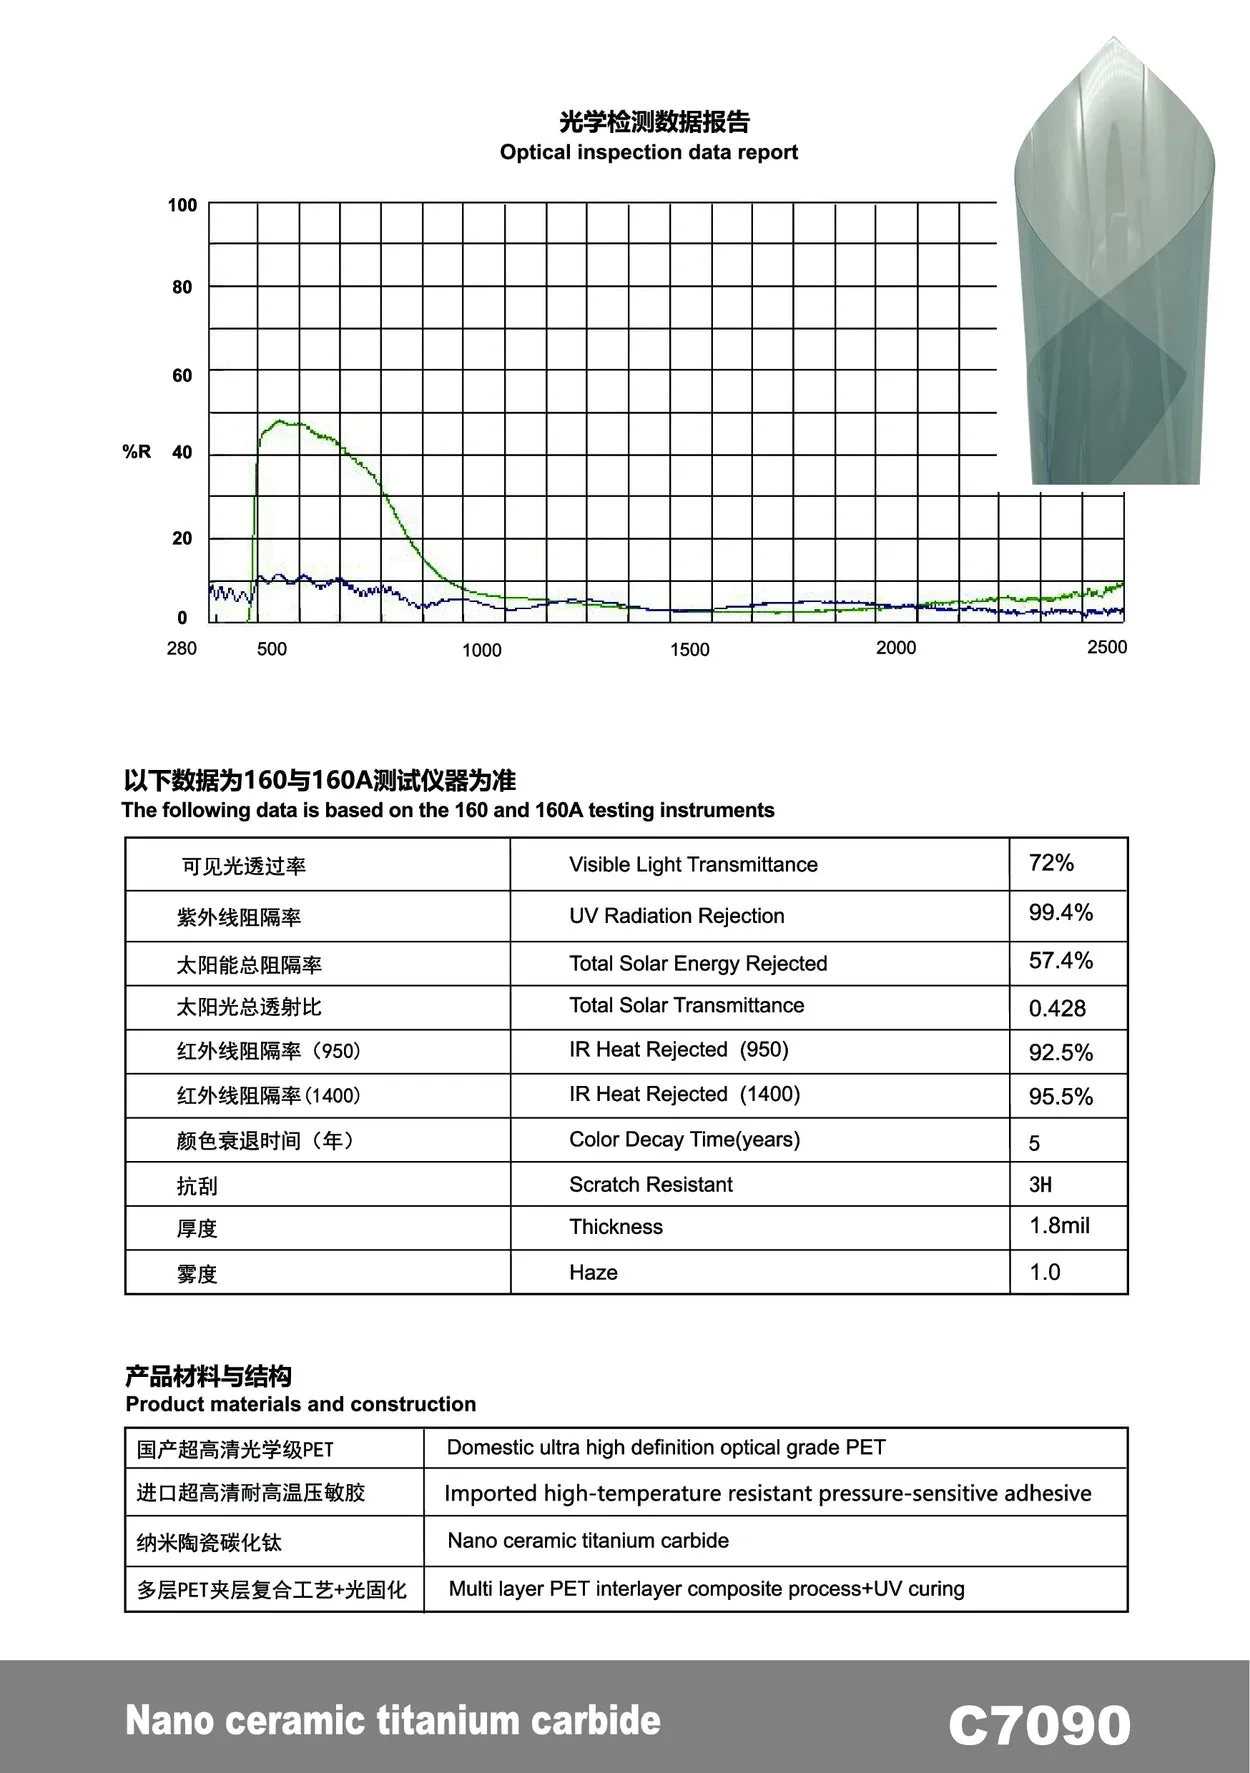 光学检测数据报告
Optical inspection data report
100
80
60
%R 40
20
0
280 500 1000 1500 2000 2500
以下数据为160与160A测试仪器为准
The following data is based on the 160 and 160A testing instruments
可见光透过率 Visible Light Transmittance 72%
紫外线阻隔率 UV Radiation Rejection 99.4%
太阳能总阻隔率 Total Solar Energy Rejected 57.4%
太阳光总透射比 Total Solar Transmittance 0.428
红外线阻隔率（950） IR Heat Rejected (950) 92.5%
红外线阻隔率(1400) IR Heat Rejected (1400) 95.5%
颜色衰退时间（年） Color Decay Time(years) 5
抗刮 Scratch Resistant 3H
厚度 Thickness 1.8mil
雾度 Haze 1.0
产品材料与结构
Product materials and construction
国产超高清光学级PET Domestic ultra high definition optical grade PET
进口超高清耐高温压敏胶 Imported high-temperature resistant pressure-sensitive adhesive
纳米陶瓷碳化钛 Nano ceramic titanium carbide
多层PET夹层复合工艺+光固化 Multi layer PET interlayer composite process+UV curing
Nano ceramic titanium carbide C7090